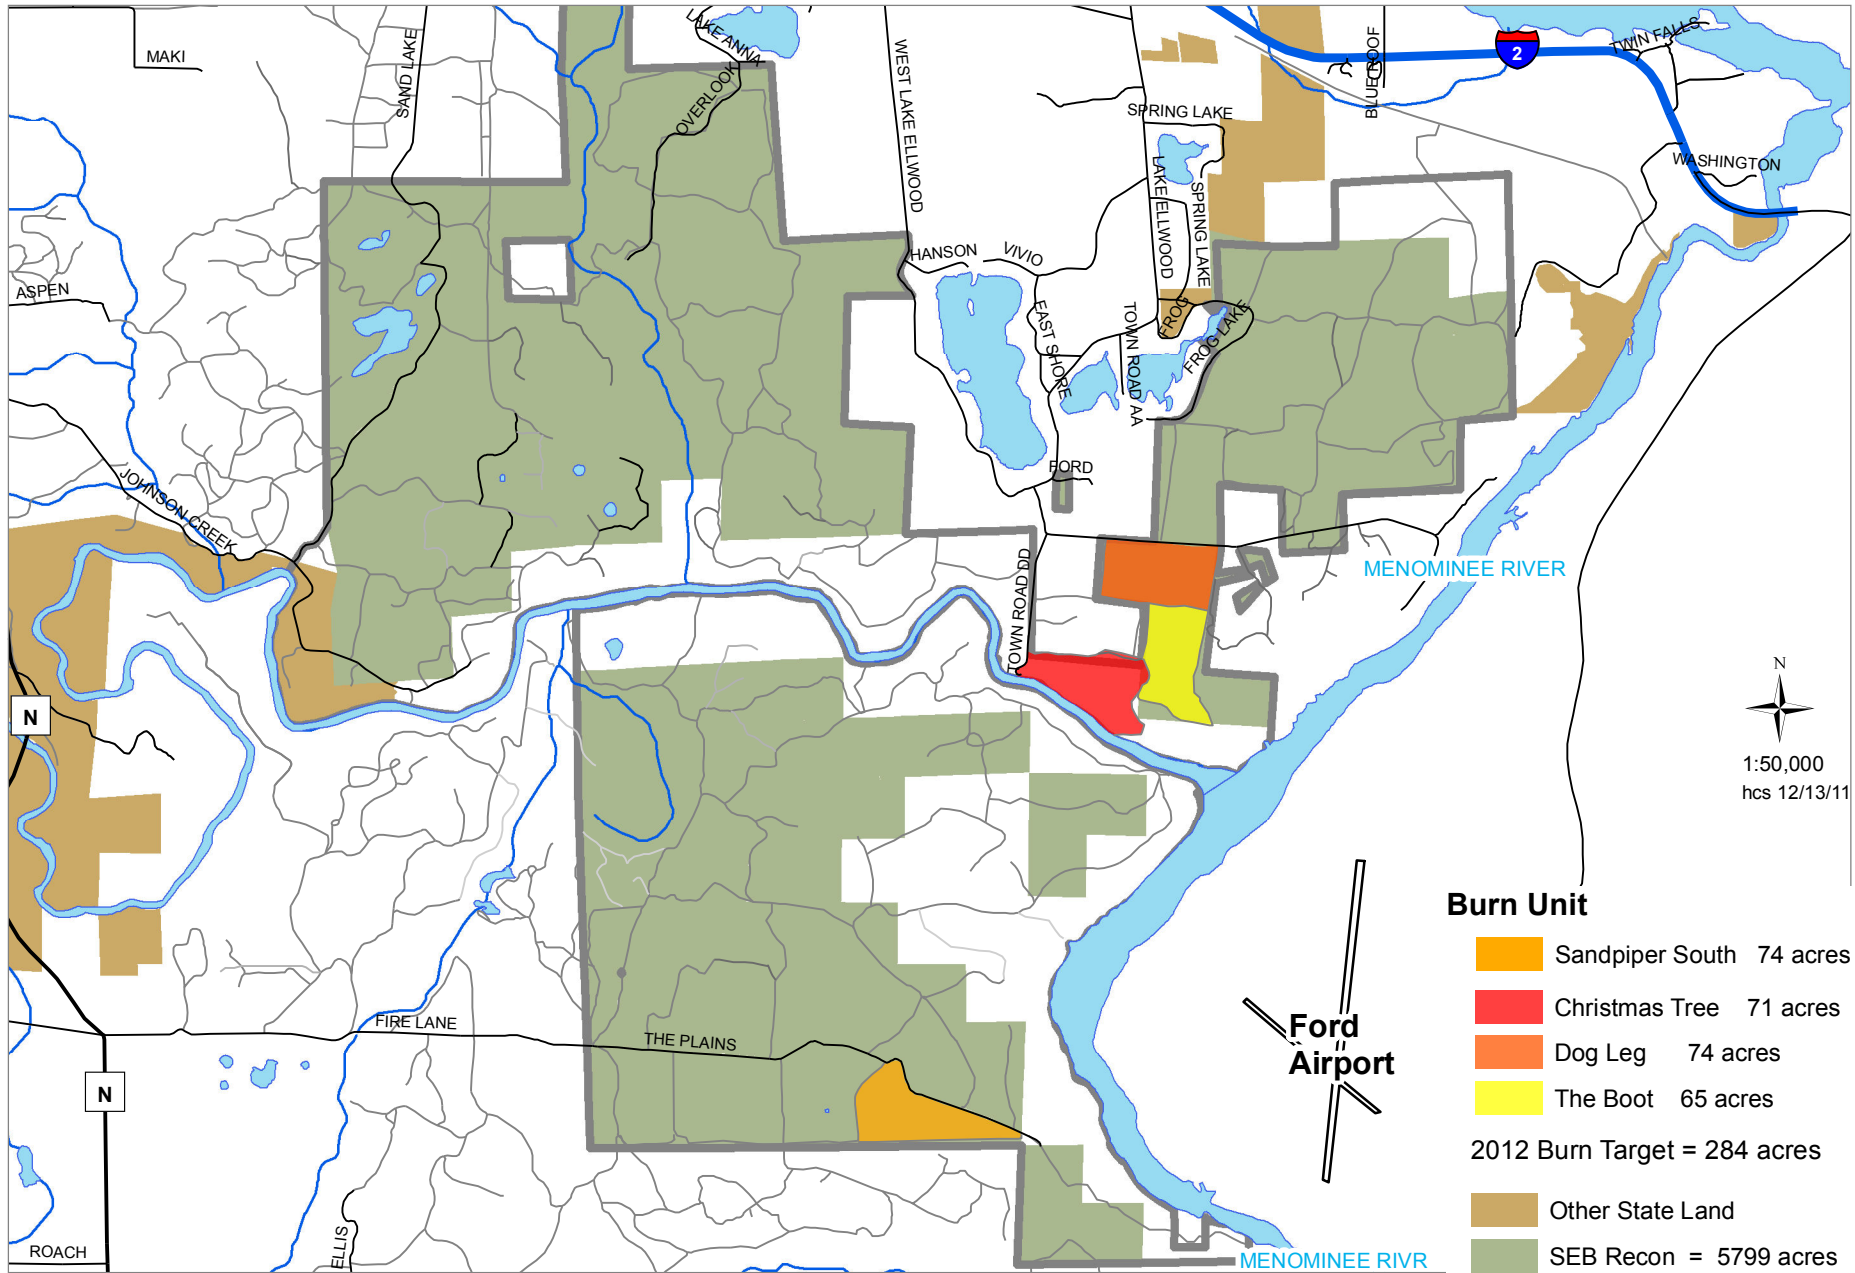 MAKI
SAND LAKE
LAKE ANNA
OVERLOOK
WEST LAKE ELLWOOD
SPRING LAKE
LAKE ELLWOOD
SPRING LAKE
BLUE ROOF
2
TWIN FALLS
WASHINGTON
HANSON
VIVIO
ASPEN
EAST SHORE
TOWN ROAD AA
FROG
FROG LAKE
FORD
JOHNSON CREEK
TOWN ROAD DD
MENOMINEE RIVER
N
N
1:50,000
hcs 12/13/11
Burn Unit
Sandpiper South 74 acres
Christmas Tree 71 acres
Dog Leg 74 acres
The Boot 65 acres
2012 Burn Target = 284 acres
Other State Land
SEB Recon = 5799 acres
Ford
Airport
FIRE LANE
THE PLAINS
N
ROACH
ELLIS
MENOMINEE RIVR